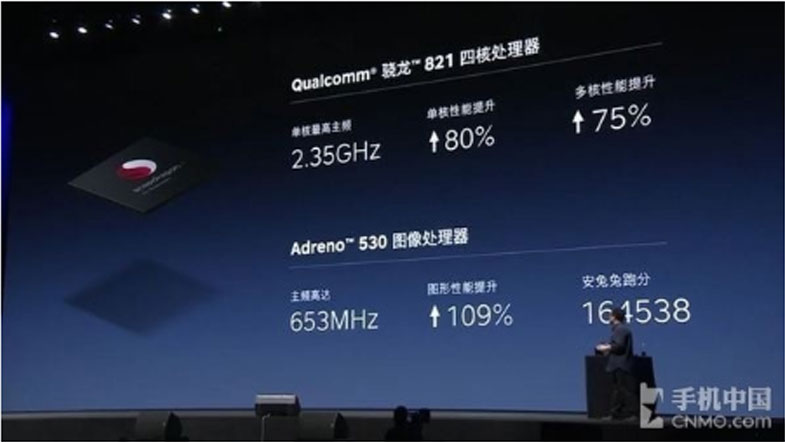 Qualcomm® 骁龙™ 821 四核处理器
单核最高主频
2.35GHz
单核性能提升
↑80%
多核性能提升
↑75%
snapdragon
Adreno™ 530 图像处理器
主频高达
653MHz
图形性能提升
↑109%
安兔兔跑分
164538
手机中国
CNMO.com